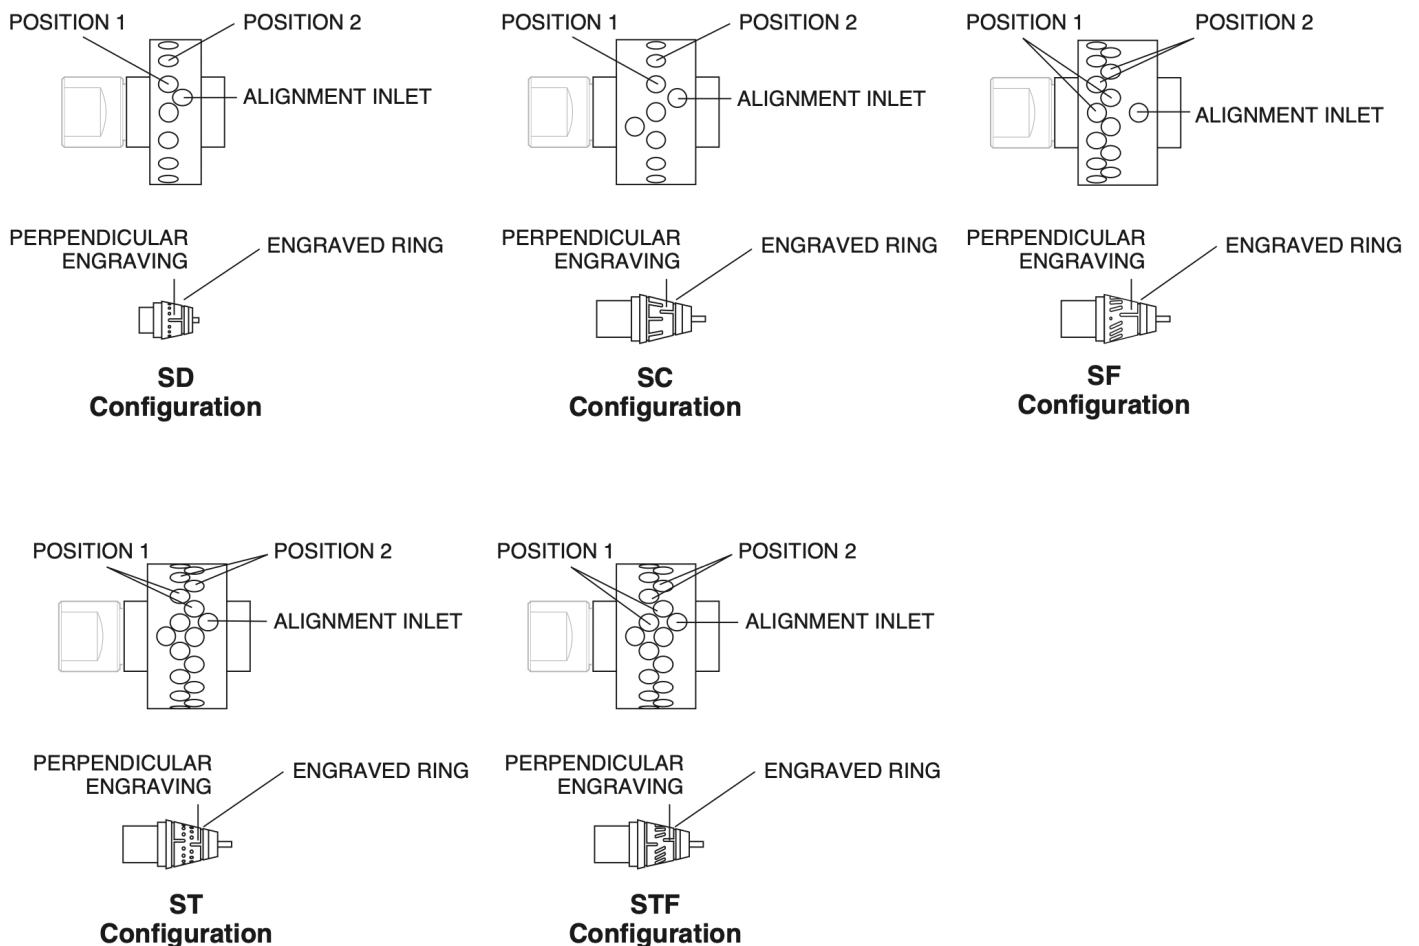 POSITION 1
POSITION 2
ALIGNMENT INLET
PERPENDICULAR
ENGRAVING
ENGRAVED RING
SD
Configuration
POSITION 1
POSITION 2
ALIGNMENT INLET
PERPENDICULAR
ENGRAVING
ENGRAVED RING
SC
Configuration
POSITION 1
POSITION 2
ALIGNMENT INLET
PERPENDICULAR
ENGRAVING
ENGRAVED RING
SF
Configuration
POSITION 1
POSITION 2
ALIGNMENT INLET
PERPENDICULAR
ENGRAVING
ENGRAVED RING
ST
Configuration
POSITION 1
POSITION 2
ALIGNMENT INLET
PERPENDICULAR
ENGRAVING
ENGRAVED RING
STF
Configuration